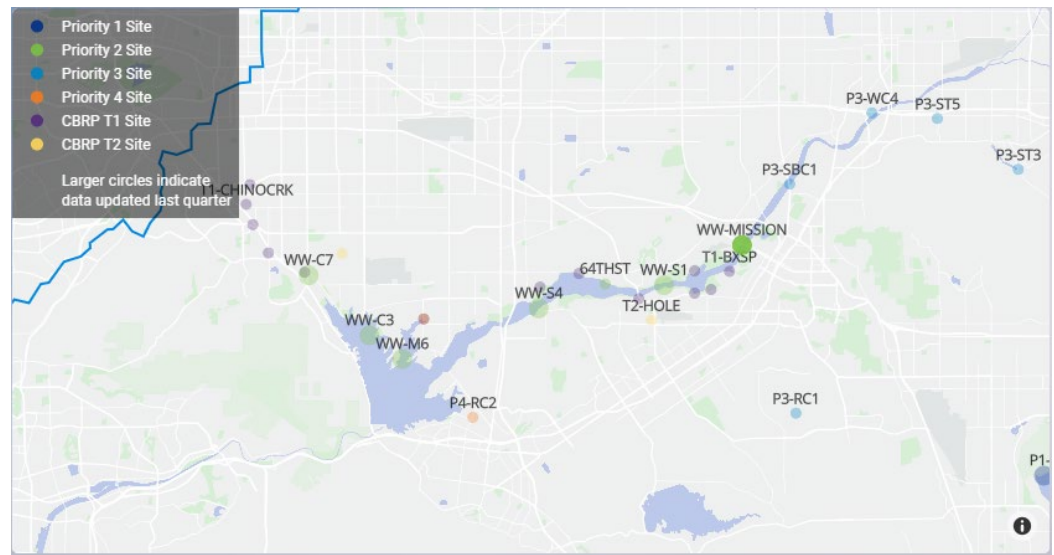 Priority 1 Site
Priority 2 Site
Priority 3 Site
Priority 4 Site
CBRP T1 Site
CBRP T2 Site
Larger circles indicate
data updated last quarter
P3-WC4
P3-ST5
P3-ST3
P3-SBC1
T1-CHINOCRK
WW-MISSION
T1-BXSP
WW-C7
64THST
WW-S1
WW-S4
T2-HOLE
WW-C3
WW-M6
P4-RC2
P3-RC1
P1-